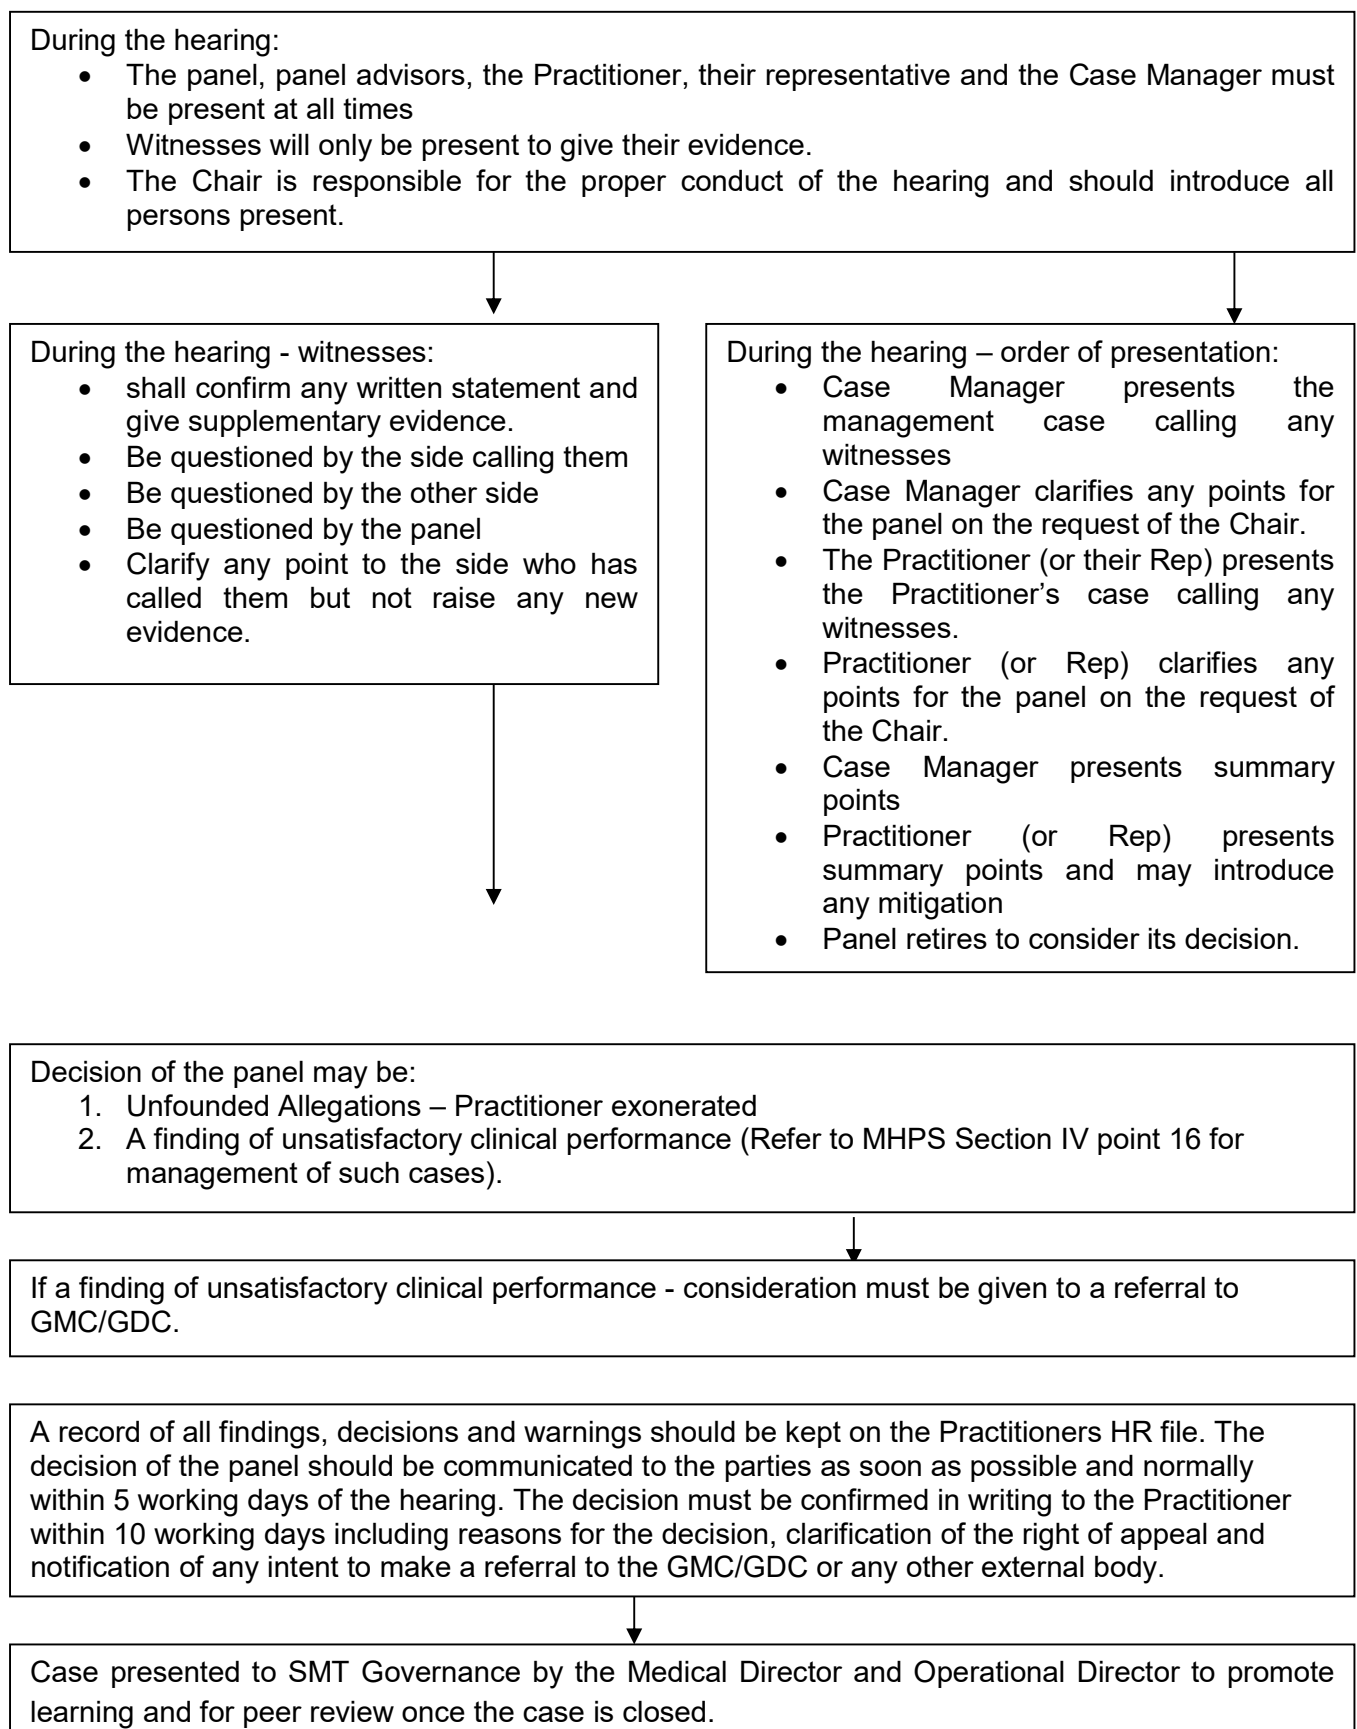 During the hearing:
• The panel, panel advisors, the Practitioner, their representative and the Case Manager must
be present at all times
• Witnesses will only be present to give their evidence.
• The Chair is responsible for the proper conduct of the hearing and should introduce all
persons present.
During the hearing - witnesses:
• shall confirm any written statement and
give supplementary evidence.
• Be questioned by the side calling them
• Be questioned by the other side
• Be questioned by the panel
• Clarify any point to the side who has
called them but not raise any new
evidence.
During the hearing – order of presentation:
• Case Manager presents the
management case calling any
witnesses
• Case Manager clarifies any points for
the panel on the request of the Chair.
• The Practitioner (or their Rep) presents
the Practitioner’s case calling any
witnesses.
• Practitioner (or Rep) clarifies any
points for the panel on the request of
the Chair.
• Case Manager presents summary
points
• Practitioner (or Rep) presents
summary points and may introduce
any mitigation
• Panel retires to consider its decision.
Decision of the panel may be:
1. Unfounded Allegations – Practitioner exonerated
2. A finding of unsatisfactory clinical performance (Refer to MHPS Section IV point 16 for
management of such cases).
If a finding of unsatisfactory clinical performance - consideration must be given to a referral to
GMC/GDC.
A record of all findings, decisions and warnings should be kept on the Practitioners HR file. The
decision of the panel should be communicated to the parties as soon as possible and normally
within 5 working days of the hearing. The decision must be confirmed in writing to the Practitioner
within 10 working days including reasons for the decision, clarification of the right of appeal and
notification of any intent to make a referral to the GMC/GDC or any other external body.
Case presented to SMT Governance by the Medical Director and Operational Director to promote
learning and for peer review once the case is closed.